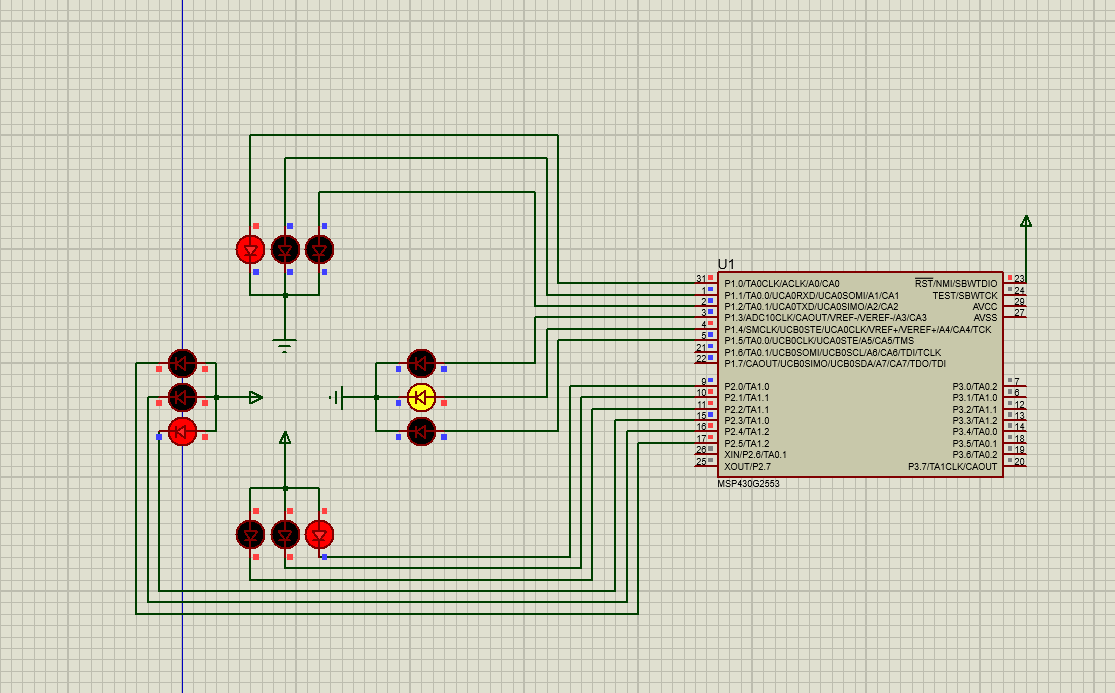 U1
31 P1.0/TA0CLK/ACLK/A0/CA0 RST/NMI/SBWTDIO 23
1 P1.1/TA0.0/UCA0RXD/UCA0SOMI/A1/CA1 TEST/SBWTCK 24
2 P1.2/TA0.1/UCA0TXD/UCA0SIMO/A2/CA2 AVCC 29
3 P1.3/ADC10CLK/CAOUT/VREF-/VEREF-/A3/CA3 AVSS 27
4 P1.4/SMCLK/UCB0STE/UCA0CLK/VREF+/VEREF+/A4/CA4/TCK
5 P1.5/TA0.0/UCB0CLK/UCA0STE/A5/CA5/TMS
21 P1.6/TA0.1/UCB0SOMI/UCB0SCL/A6/CA6/TDI/TCLK
22 P1.7/CAOUT/UCB0SIMO/UCB0SDA/A7/CA7/TDO/TDI
9 P2.0/TA1.0 P3.0/TA0.2 7
10 P2.1/TA1.1 P3.1/TA1.0 6
11 P2.2/TA1.1 P3.2/TA1.1 12
15 P2.3/TA1.0 P3.3/TA1.2 13
16 P2.4/TA1.2 P3.4/TA0.0 14
17 P2.5/TA1.2 P3.5/TA0.1 18
26 XIN/P2.6/TA0.1 P3.6/TA0.2 19
25 XOUT/P2.7 P3.7/TA1CLK/CAOUT 20
MSP430G2553